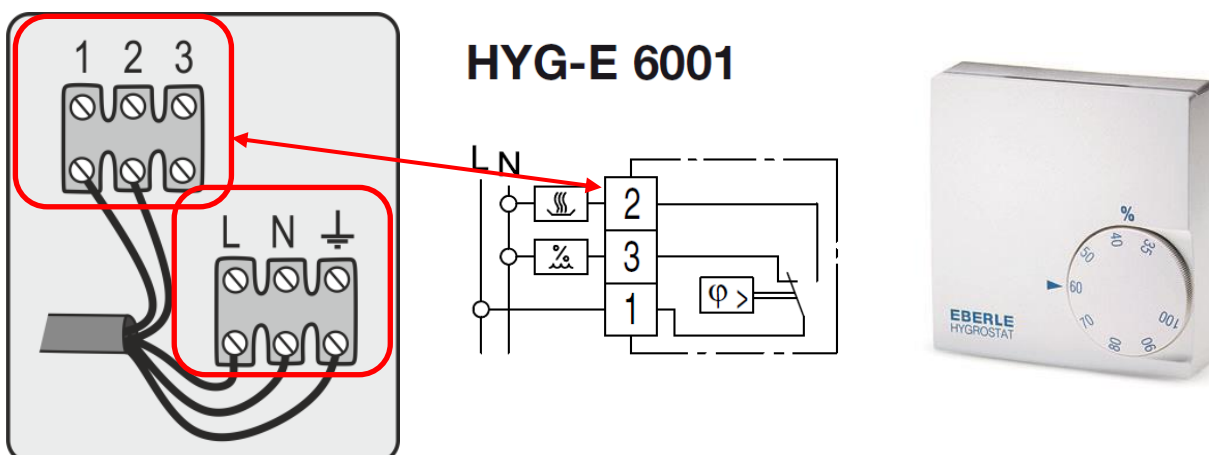 1 2 3
L N
HYG-E 6001
L N
2
%
3
φ >
1
%
35
40
50
60
70
80
90
100
EBERLE
HYGROSTAT